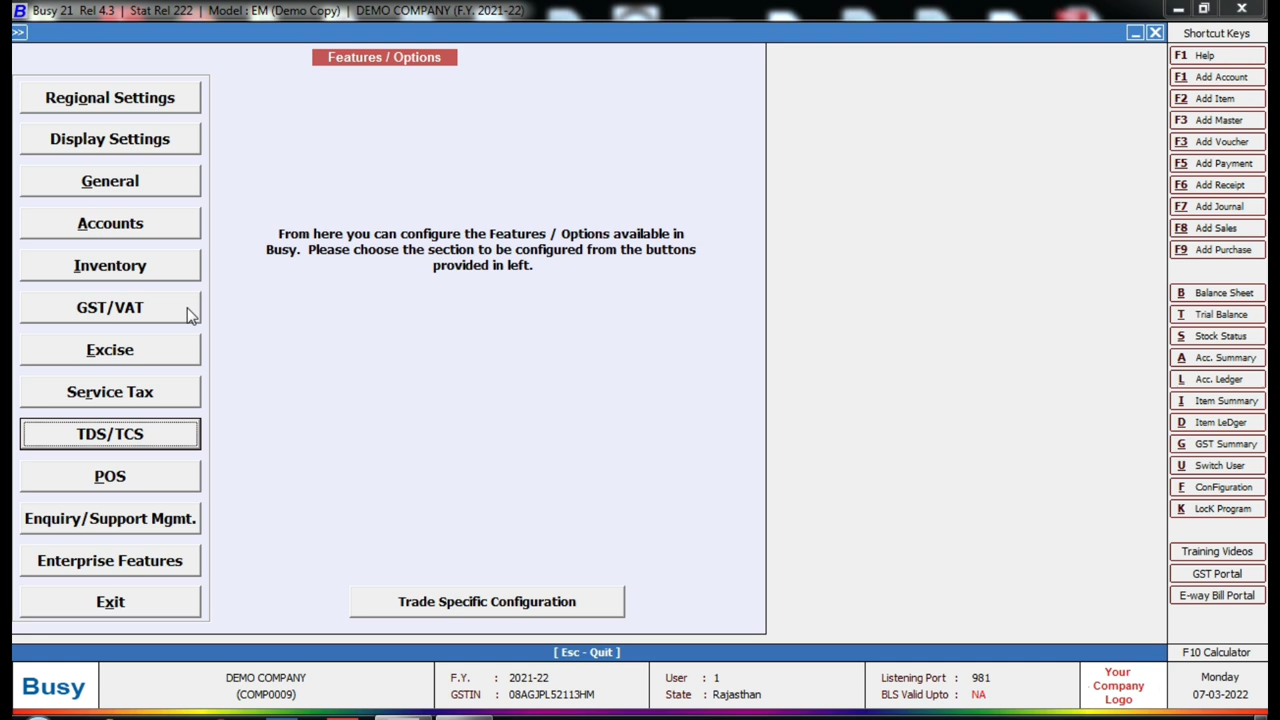 Busy 21 Rel 4.3 | Stat Rel 222 | Model : EM (Demo Copy) | DEMO COMPANY (F.Y. 2021-22)
>>
Features / Options
Regional Settings
Display Settings
General
Accounts
Inventory
GST/VAT
Excise
Service Tax
TDS/TCS
POS
Enquiry/Support Mgmt.
Enterprise Features
Exit
From here you can configure the Features / Options available in
Busy. Please choose the section to be configured from the buttons
provided in left.
Trade Specific Configuration
Shortcut Keys
F1 Help
F1 Add Account
F2 Add Item
F3 Add Master
F3 Add Voucher
F5 Add Payment
F6 Add Receipt
F7 Add Journal
F8 Add Sales
F9 Add Purchase
B Balance Sheet
T Trial Balance
S Stock Status
A Acc. Summary
L Acc. Ledger
I Item Summary
D Item LeDger
G GST Summary
U Switch User
F ConFiguration
K LocK Program
Training Videos
GST Portal
E-way Bill Portal
[ Esc - Quit ]
F10 Calculator
Busy
DEMO COMPANY
(COMP0009)
F.Y. : 2021-22
GSTIN : 08AGJPL52113HM
User : 1
State : Rajasthan
Listening Port : 981
BLS Valid Upto : NA
Your
Company
Logo
Monday
07-03-2022